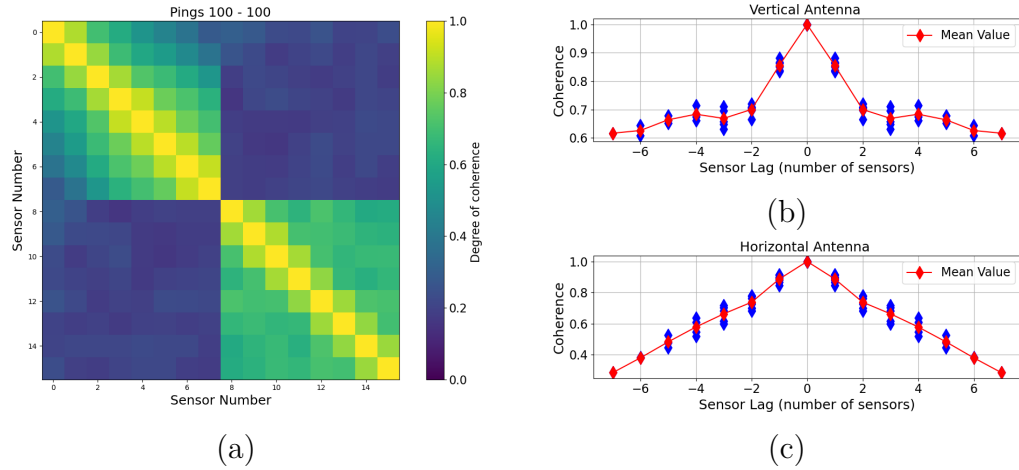 Pings 100 - 100
0
2
4
6
8
10
12
14
Sensor Number
0 2 4 6 8 10 12 14
Sensor Number
1.0
0.8
0.6
0.4
0.2
0.0
Degree of coherence
(a)
Vertical Antenna
1.0
0.9
0.8
0.7
0.6
Coherence
Mean Value
−6 −4 −2 0 2 4 6
Sensor Lag (number of sensors)
(b)
Horizontal Antenna
1.0
0.8
0.6
0.4
Coherence
Mean Value
−6 −4 −2 0 2 4 6
Sensor Lag (number of sensors)
(c)